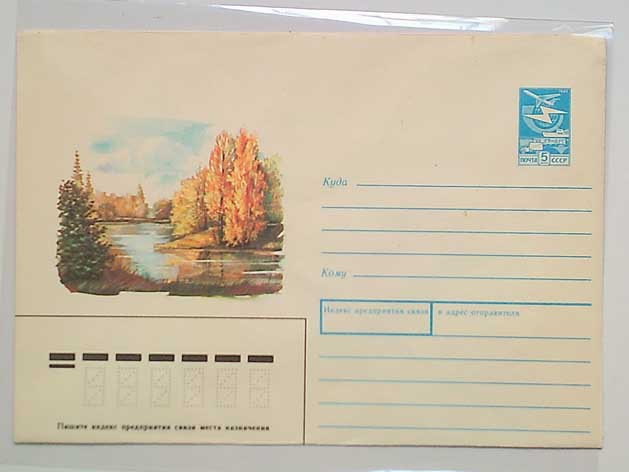 ПОЧТА 5 СССР
Куда
Кому
Индекс предприятия связи и адрес отправителя
Пишите индекс предприятия связи места назначения